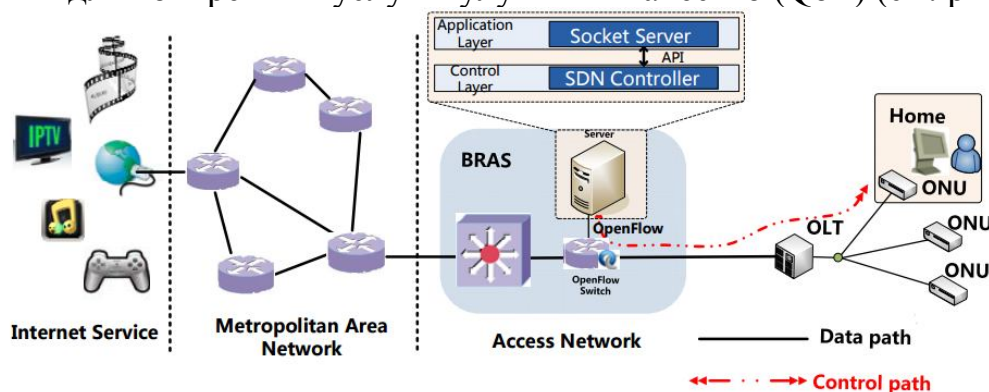 (QoE)
Application
Layer
Socket Server
API
Control
Layer
SDN Controller
IPTV
Server
BRAS
Home
ONU
OpenFlow
OLT
ONU
OpenFlow
Switch
ONU
Internet Service
Metropolitan Area
Network
Access Network
Data path
Control path